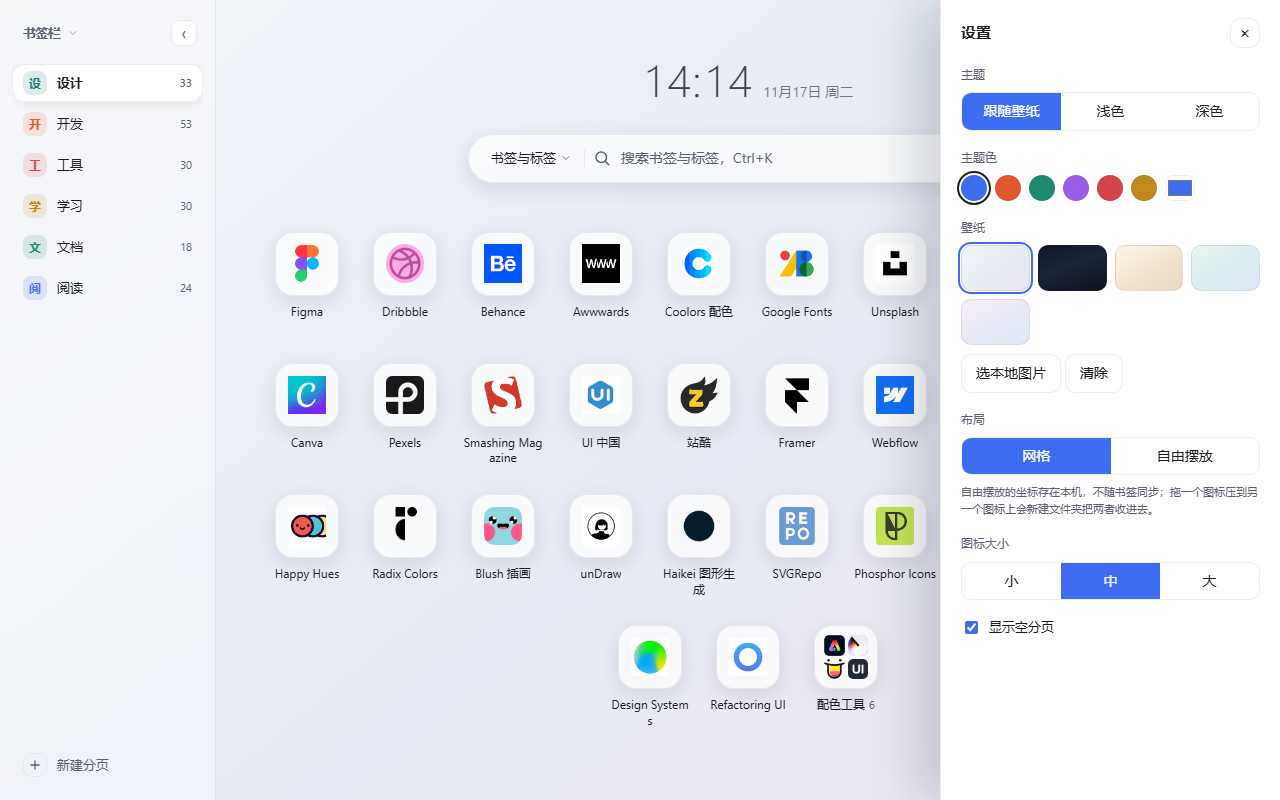 书签栏
设 设计 33
开 开发 53
工 工具 30
学 学习 30
文 文档 18
阅 阅读 24
新建分页
14:14 11月17日 周二
书签与标签 搜索书签与标签，Ctrl+K
Bē
WWW
Figma Dribbble Behance Awwwards Coolors 配色 Google Fonts Unsplash
UI
Canva Pexels Smashing Mag
azine
UI 中国 站酷 Framer Webflow
RE
PO
Happy Hues Radix Colors Blush 插画 unDraw Haikei 图形生
成
SVGRepo Phosphor Icons
UI
Design System
s
Refactoring UI 配色工具 6
设置
主题
跟随壁纸 浅色 深色
主题色
壁纸
选本地图片 清除
布局
网格 自由摆放
自由摆放的坐标存在本机，不随书签同步；拖一个图标压到另
一个图标上会新建文件夹把两者收进去。
图标大小
小 中 大
显示空分页